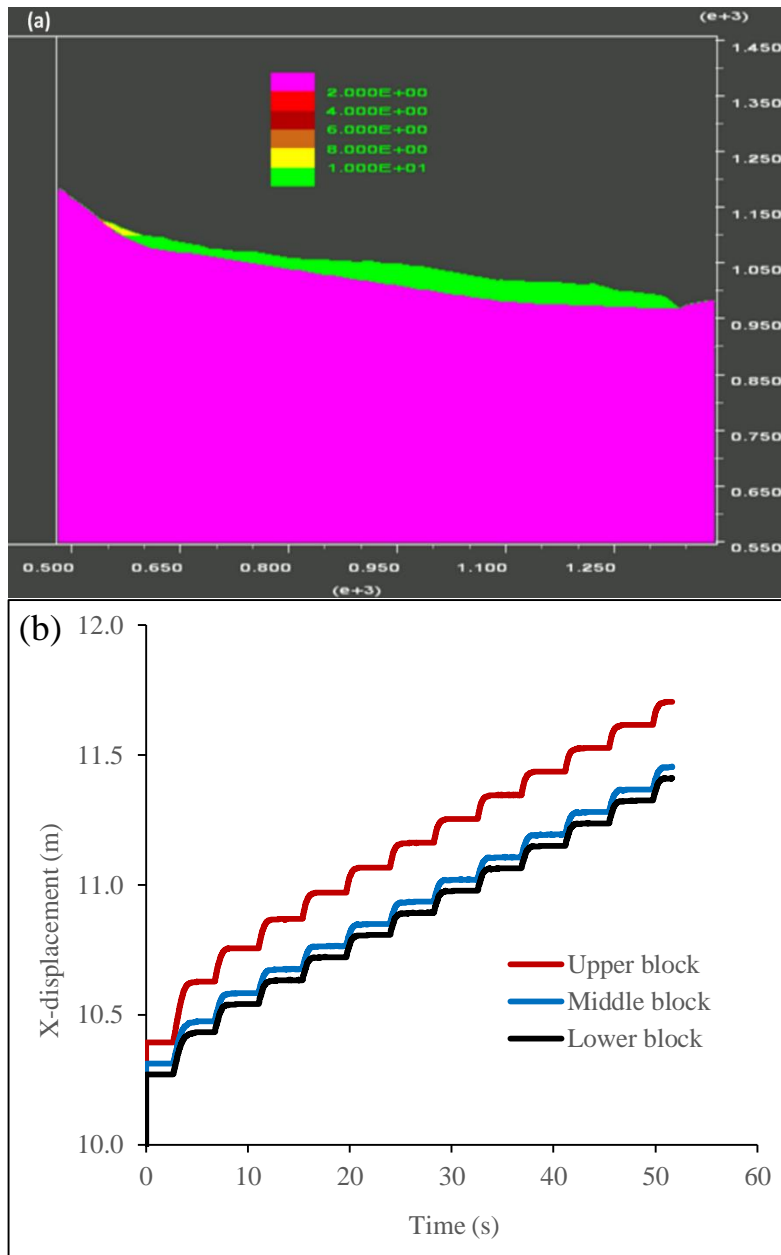 (a)
(e+3)
1.450
1.350
1.250
1.150
1.050
0.950
0.850
0.750
0.650
0.550
2.000E+00
4.000E+00
6.000E+00
8.000E+00
1.000E+01
0.500 0.650 0.800 0.950 1.100 1.250
(e+3)
(b)
12.0
11.5
11.0
10.5
10.0
X-displacement (m)
Upper block
Middle block
Lower block
0 10 20 30 40 50 60
Time (s)